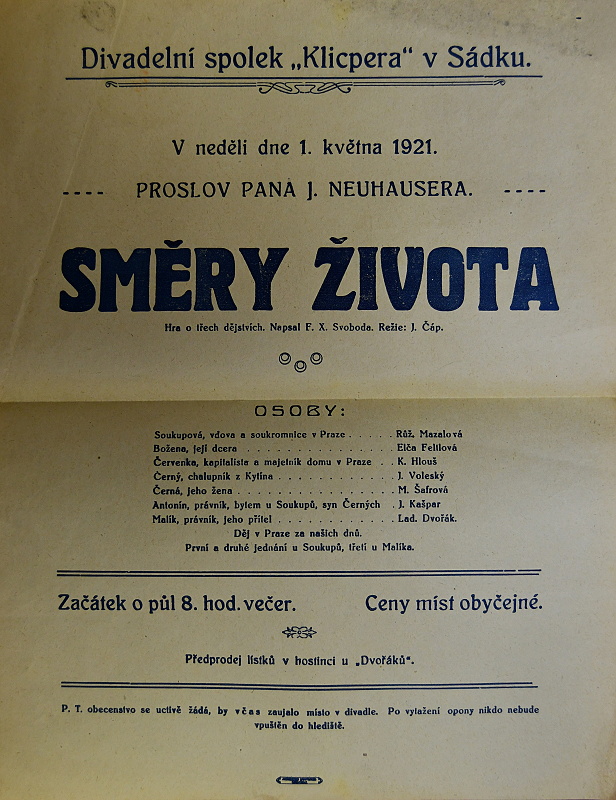 Divadelní spolek „Klicpera“ v Sádku.
V neděli dne 1. května 1921.
---- PROSLOV PANA J. NEUHAUSERA. ----
SMĚRY ŽIVOTA
Hra o třech dějstvích. Napsal F. X. Svoboda. Režie: J. Čáp.
OSOBY:
Soukupová, vdova a soukromnice v Praze . . . . . Růž. Mazalová
Božena, její dcera . . . . . . . . . . . . . . Elča Feltlová
Červenka, kapitalista a majetník domu v Praze . . K. Hlouš
Černý, chalupník z Kytína . . . . . . . . . . . J. Voleský
Černá, jeho žena . . . . . . . . . . . . . . . M. Šafrová
Antonín, právník, bytem u Soukupů, syn Černých . J. Kašpar
Malík, právník, jeho přítel . . . . . . . . . . . Lad. Dvořák.
Děj v Praze za našich dnů.
První a druhé jednání u Soukupů, třetí u Malíka.
Začátek o půl 8. hod. večer. Ceny míst obyčejné.
Předprodej lístků v hostinci u „Dvořáků“.
P. T. obecenstvo se uctivě žádá, by včas zaujalo místo v divadle. Po vytažení opony nikdo nebude
vpuštěn do hlediště.